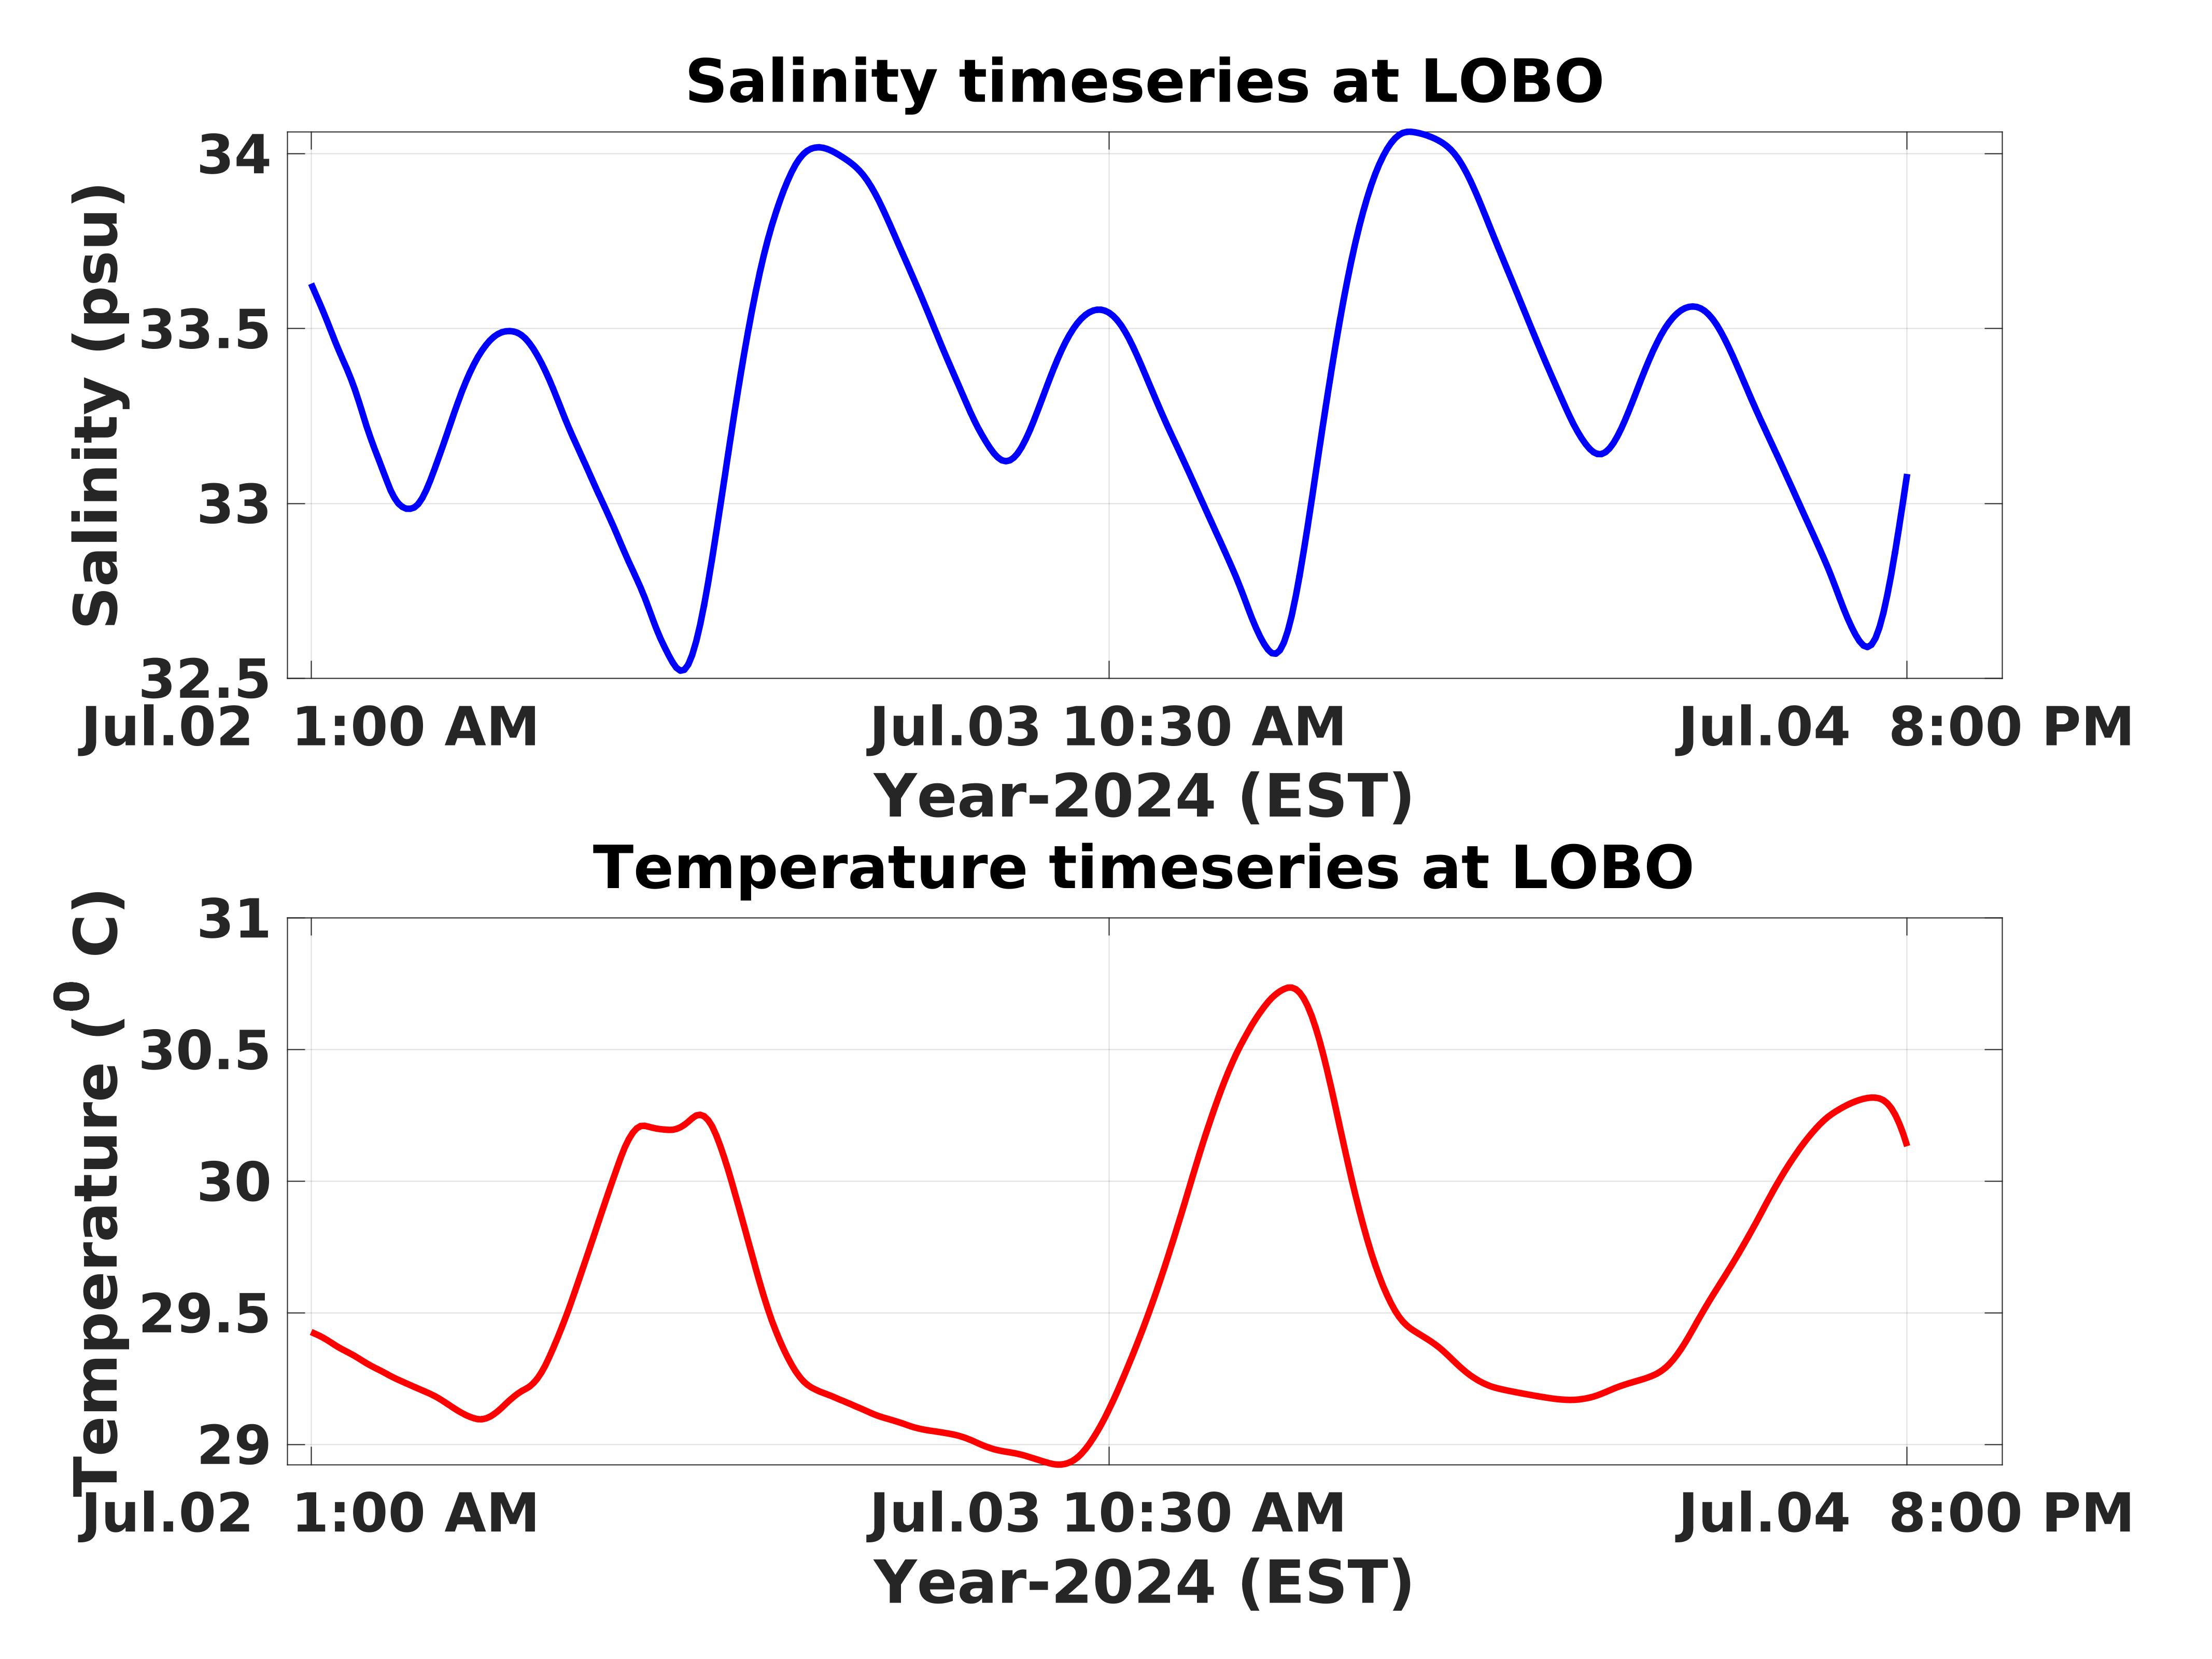 Salinity timeseries at LOBO
Salinity (psu)
34
33.5
33
32.5
Jul.02  1:00 AM
Jul.03 10:30 AM
Jul.04  8:00 PM
Year-2024 (EST)
Temperature timeseries at LOBO
Temperature (⁰ C)
31
30.5
30
29.5
29
Jul.02  1:00 AM
Jul.03 10:30 AM
Jul.04  8:00 PM
Year-2024 (EST)